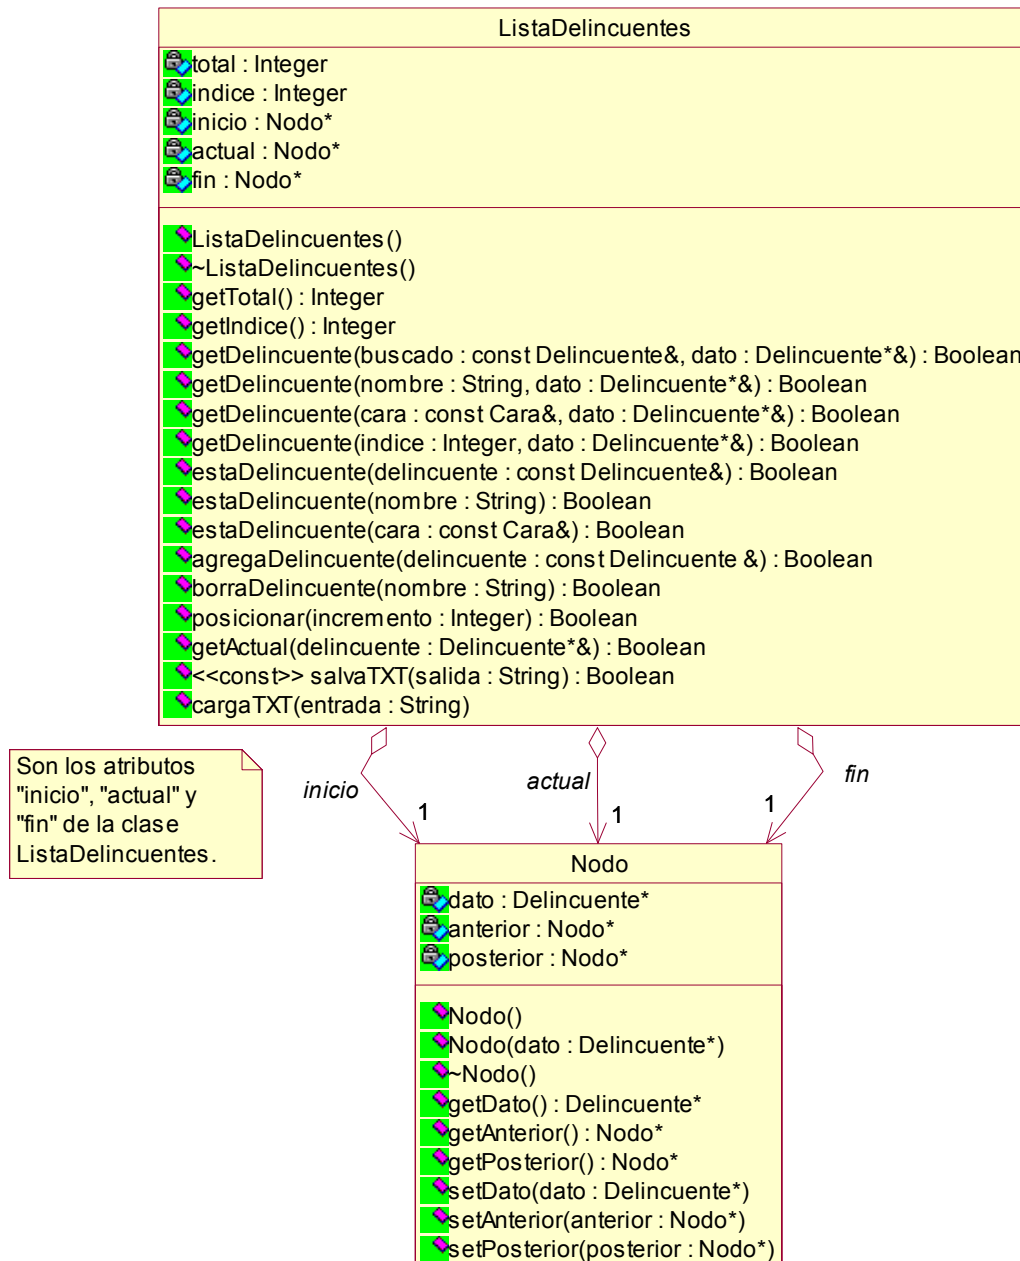 ListaDelincuentes
total : Integer
indice : Integer
inicio : Nodo*
actual : Nodo*
fin : Nodo*
ListaDelincuentes()
~ListaDelincuentes()
getTotal() : Integer
getIndice() : Integer
getDelincuente(buscado : const Delincuente&, dato : Delincuente*&) : Boolean
getDelincuente(nombre : String, dato : Delincuente*&) : Boolean
getDelincuente(cara : const Cara&, dato : Delincuente*&) : Boolean
getDelincuente(indice : Integer, dato : Delincuente*&) : Boolean
estaDelincuente(delincuente : const Delincuente&) : Boolean
estaDelincuente(nombre : String) : Boolean
estaDelincuente(cara : const Cara&) : Boolean
agregaDelincuente(delincuente : const Delincuente &) : Boolean
borraDelincuente(nombre : String) : Boolean
posicionar(incremento : Integer) : Boolean
getActual(delincuente : Delincuente*&) : Boolean
<<const>> salvaTXT(salida : String) : Boolean
cargaTXT(entrada : String)
Son los atributos
"inicio", "actual" y
"fin" de la clase
ListaDelincuentes.
inicio
1
actual
1
fin
1
Nodo
dato : Delincuente*
anterior : Nodo*
posterior : Nodo*
Nodo()
Nodo(dato : Delincuente*)
~Nodo()
getDato() : Delincuente*
getAnterior() : Nodo*
getPosterior() : Nodo*
setDato(dato : Delincuente*)
setAnterior(anterior : Nodo*)
setPosterior(posterior : Nodo*)